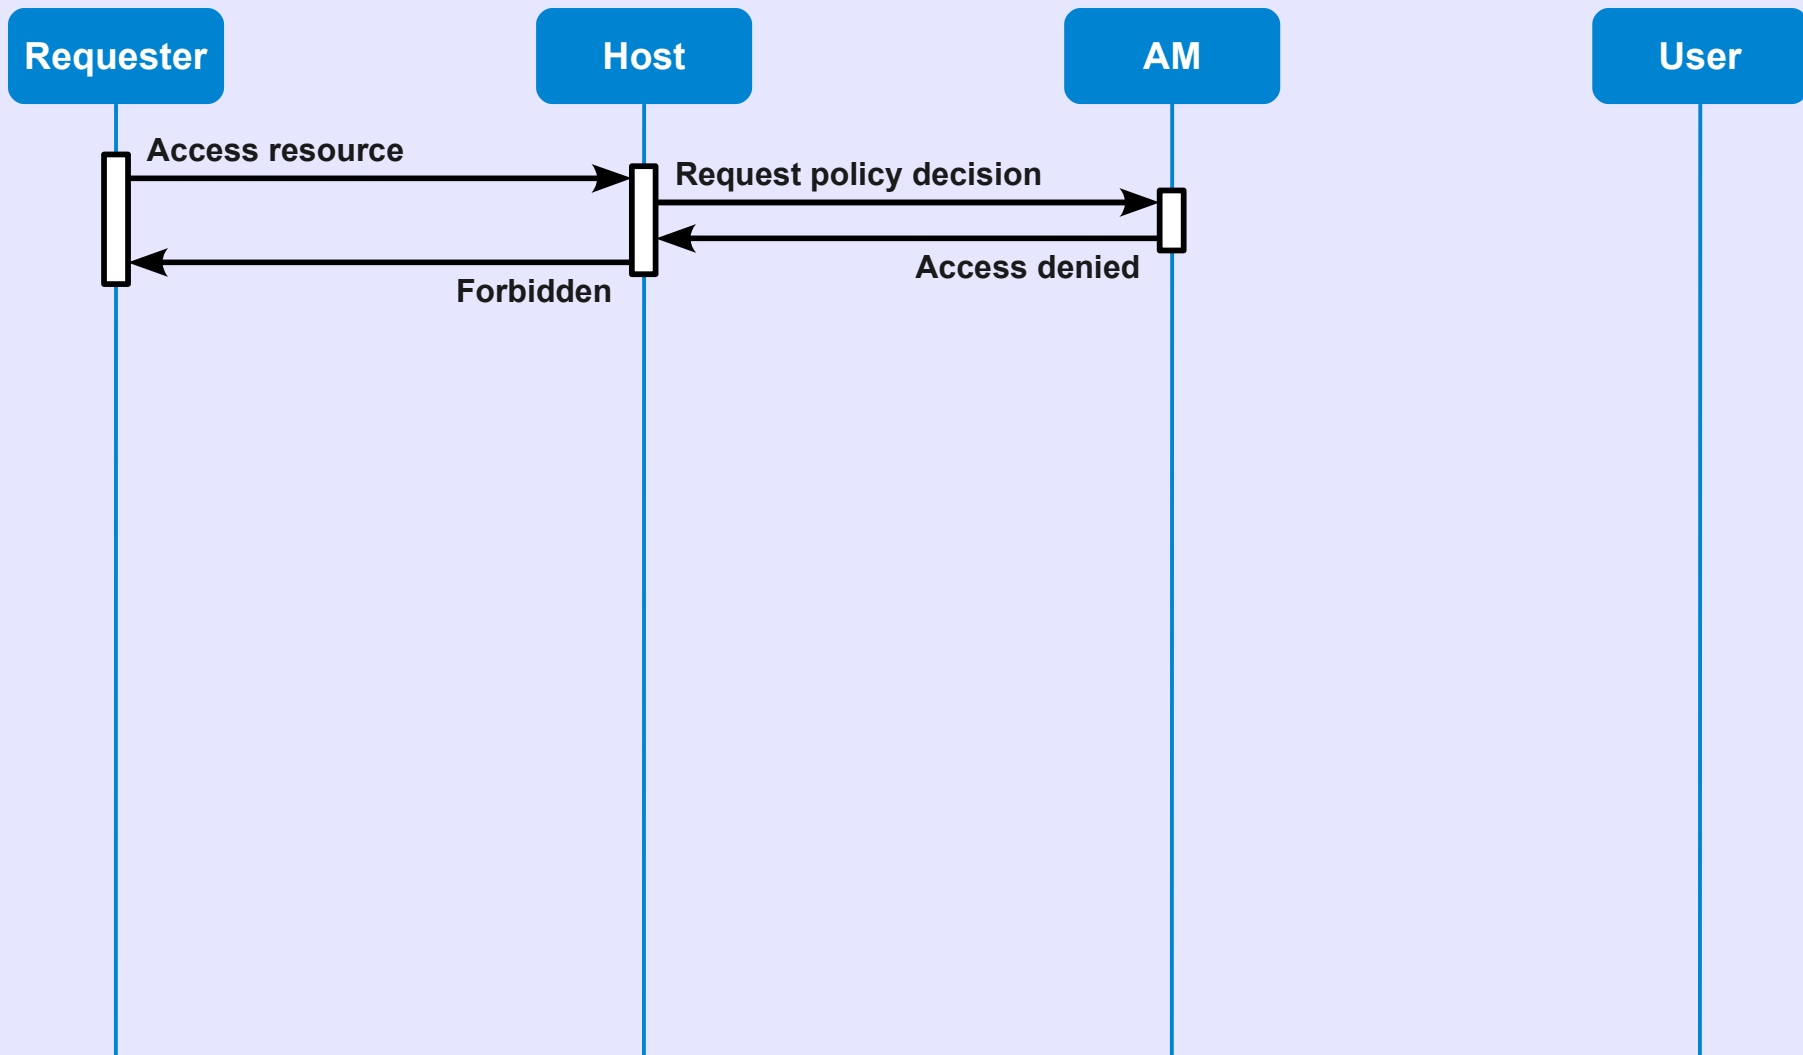 Requester
Host
AM
User
Access resource
Request policy decision
Access denied
Forbidden